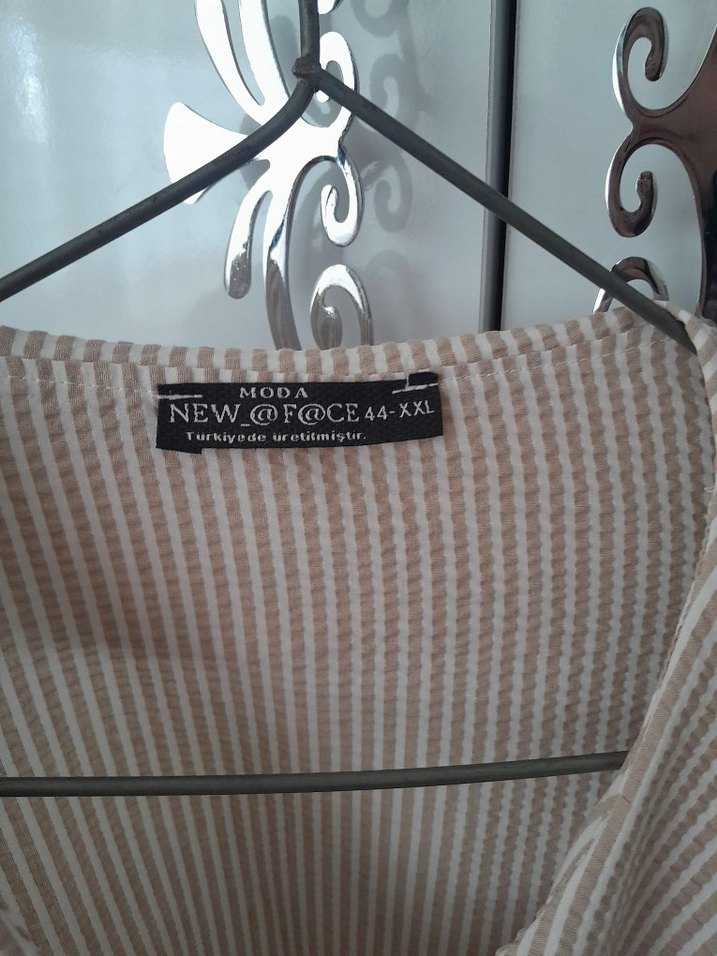 MODA
NEW_@F@CE 44-XXL
Türkiyede üretilmiştir.